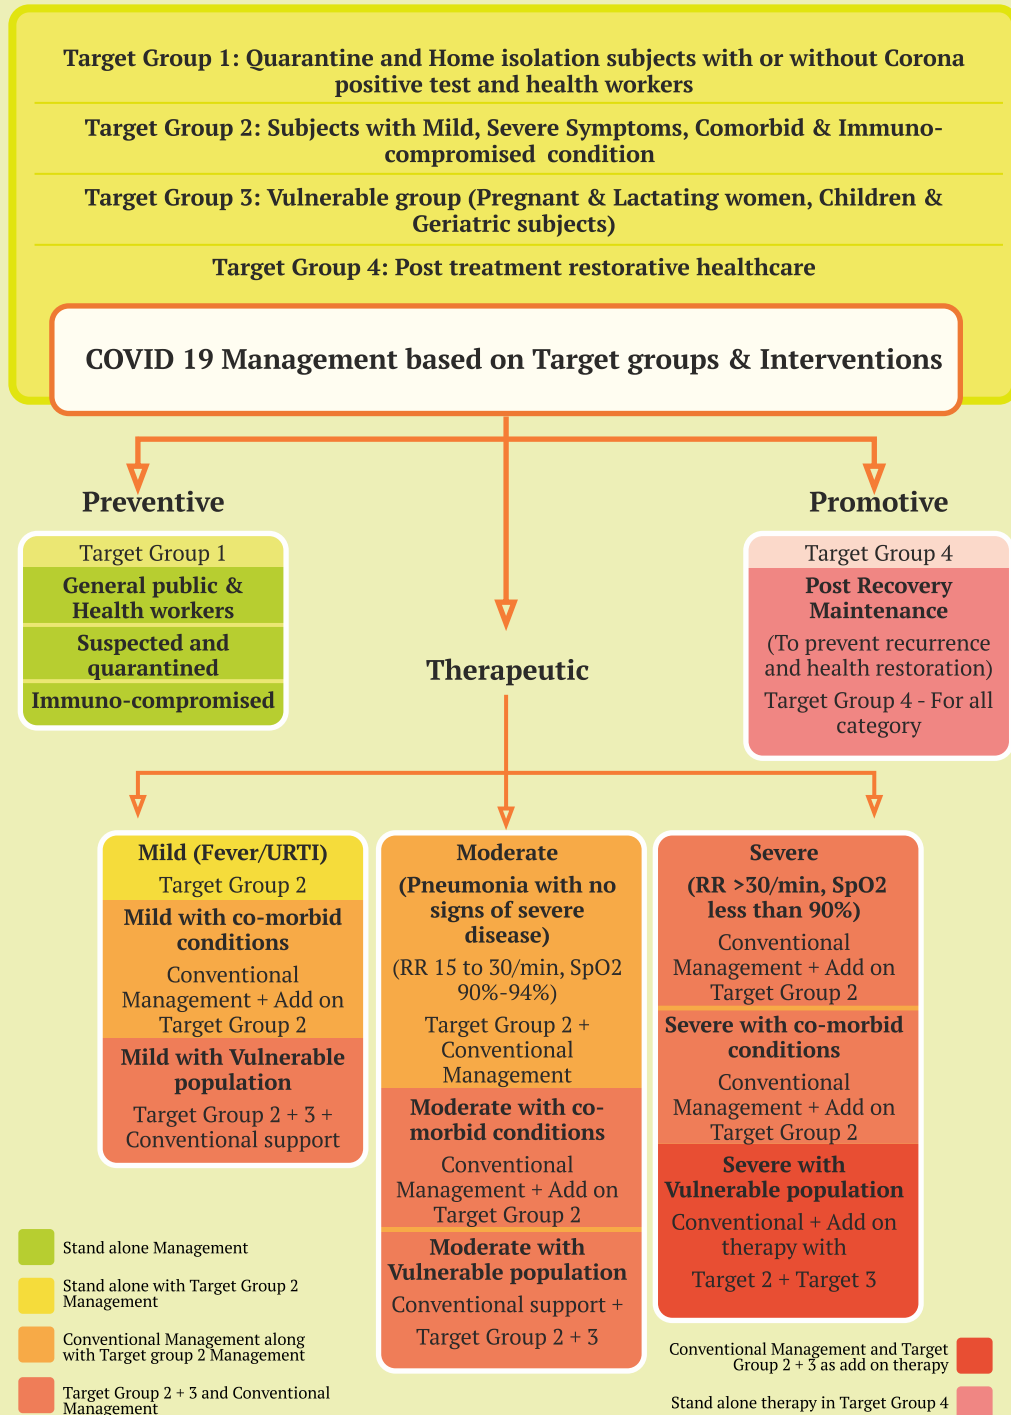 Target Group 1: Quarantine and Home isolation subjects with or without Corona
positive test and health workers
Target Group 2: Subjects with Mild, Severe Symptoms, Comorbid & Immuno-
compromised condition
Target Group 3: Vulnerable group (Pregnant & Lactating women, Children &
Geriatric subjects)
Target Group 4: Post treatment restorative healthcare
COVID 19 Management based on Target groups & Interventions
Preventive
Target Group 1
General public &
Health workers
Suspected and
quarantined
Immuno-compromised
Therapeutic
Promotive
Target Group 4
Post Recovery
Maintenance
(To prevent recurrence
and health restoration)
Target Group 4 - For all
category
Mild (Fever/URTI)
Target Group 2
Mild with co-morbid
conditions
Conventional
Management + Add on
Target Group 2
Mild with Vulnerable
population
Target Group 2 + 3 +
Conventional support
Moderate
(Pneumonia with no
signs of severe
disease)
(RR 15 to 30/min, SpO2
90%-94%)
Target Group 2 +
Conventional
Management
Moderate with co-
morbid conditions
Conventional
Management + Add on
Target Group 2
Moderate with
Vulnerable population
Conventional support +
Target Group 2 + 3
Severe
(RR >30/min, SpO2
less than 90%)
Conventional
Management + Add on
Target Group 2
Severe with co-morbid
conditions
Conventional
Management + Add on
Target Group 2
Severe with
Vulnerable population
Conventional + Add on
therapy with
Target 2 + Target 3
Stand alone Management
Stand alone with Target Group 2
Management
Conventional Management along
with Target group 2 Management
Target Group 2 + 3 and Conventional
Management
Conventional Management and Target
Group 2 + 3 as add on therapy
Stand alone therapy in Target Group 4